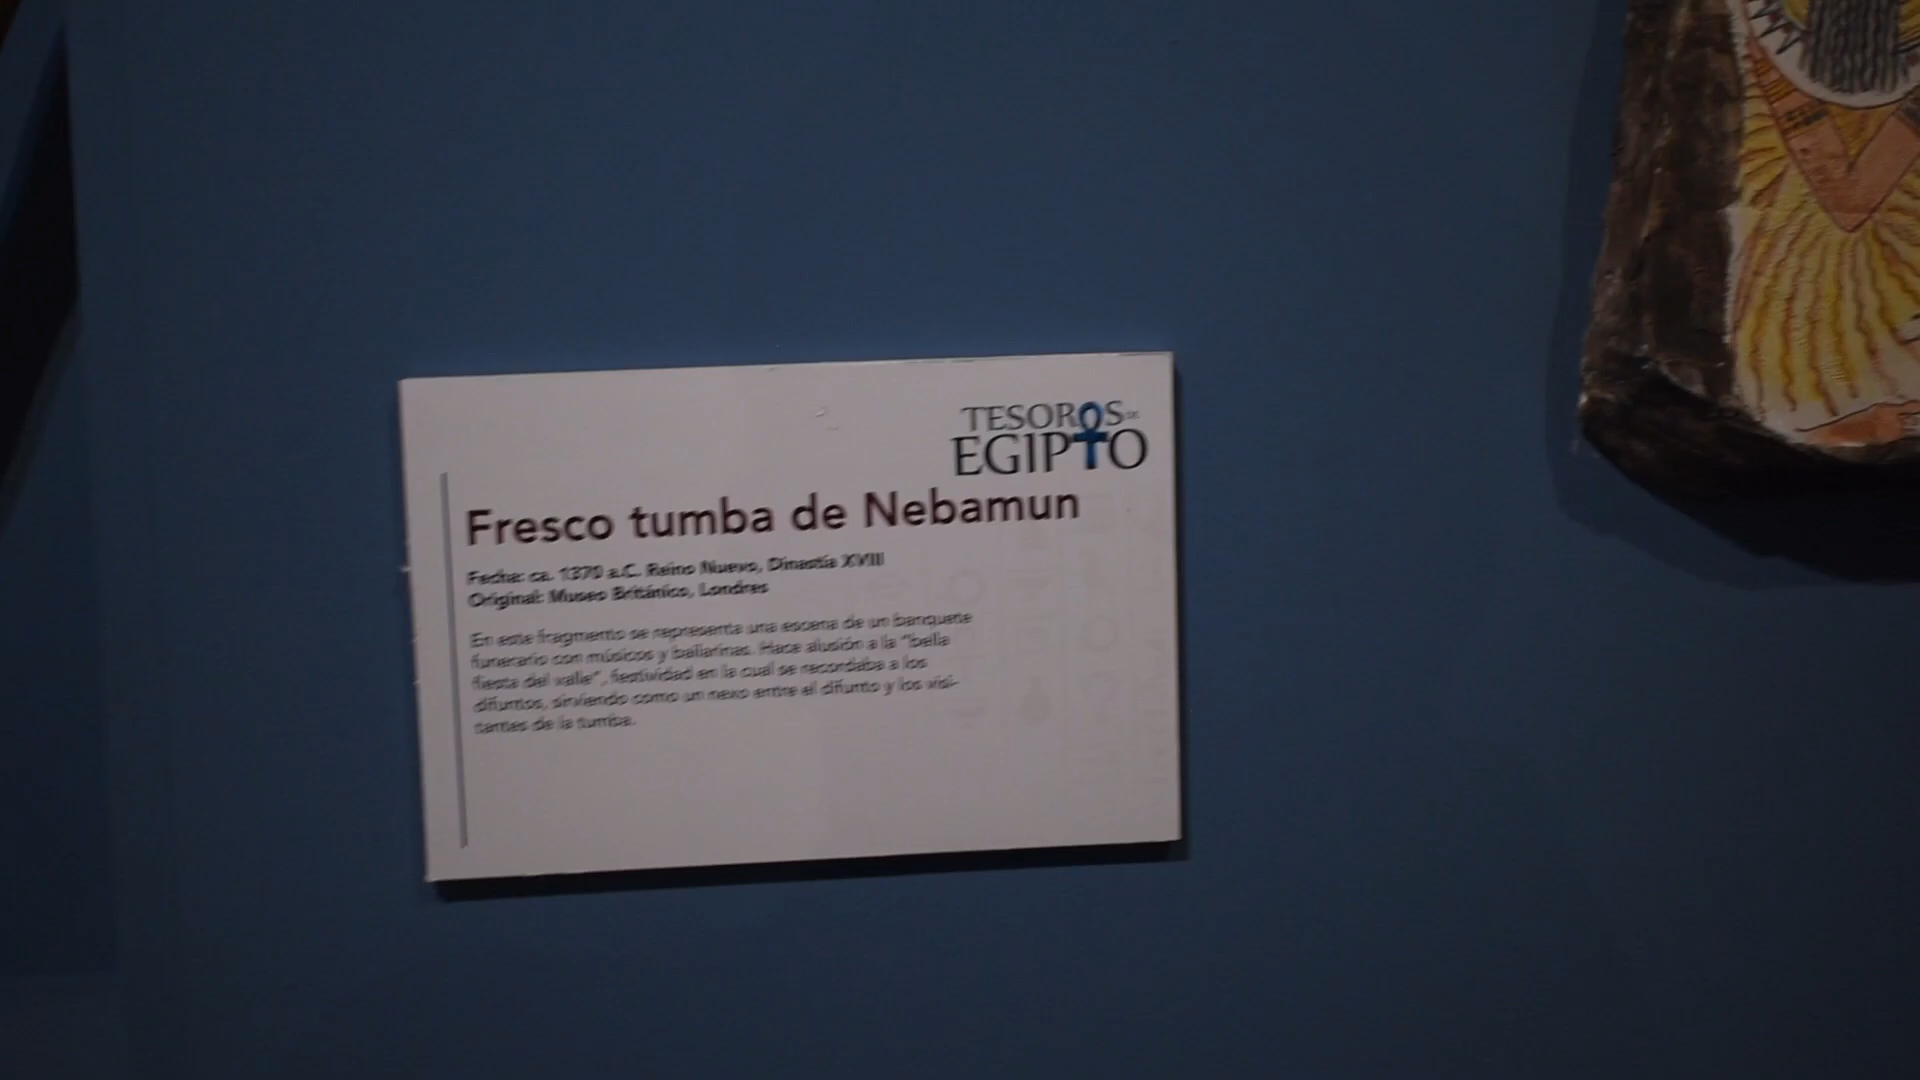 TESOROS DE
EGIPTO
Fresco tumba de Nebamun
Fecha: ca. 1370 a.C. Reino Nuevo, Dinastía XVIII
Original: Museo Británico, Londres
En este fragmento se representa una escena de un banquete
funerario con músicos y bailarinas. Hace alusión a la "bella
fiesta del valle", festividad en la cual se recordaba a los
difuntos, sirviendo como un nexo entre el difunto y los visi-
tantes de la tumba.